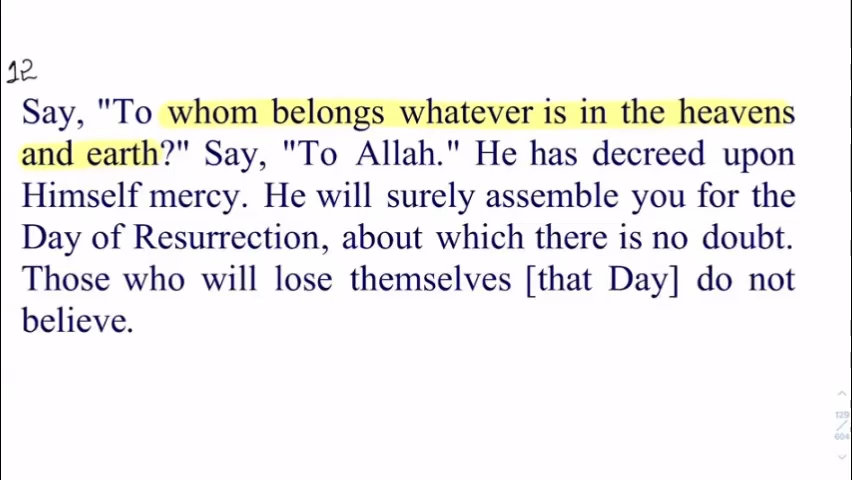 12
Say, "To whom belongs whatever is in the heavens
and earth?" Say, "To Allah." He has decreed upon
Himself mercy. He will surely assemble you for the
Day of Resurrection, about which there is no doubt.
Those who will lose themselves [that Day] do not
believe.
129
/
604